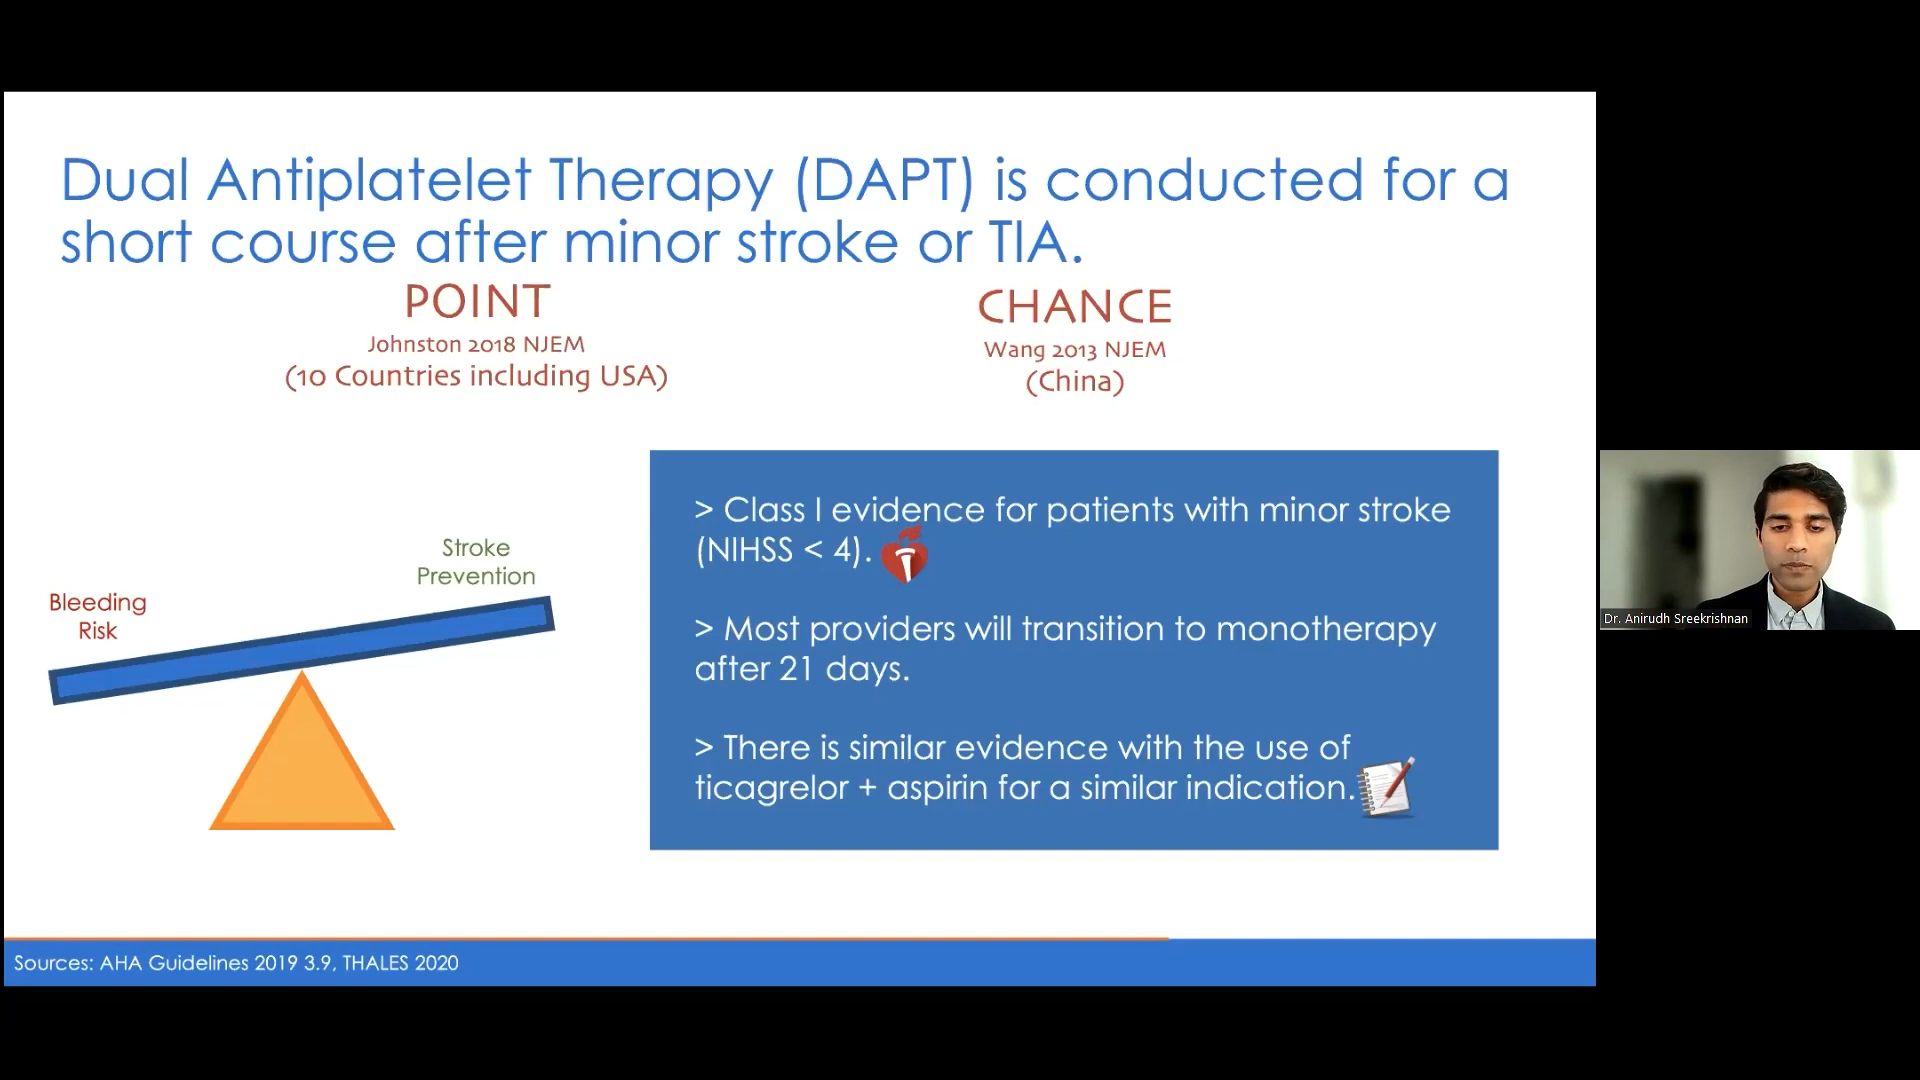 Dual Antiplatelet Therapy (DAPT) is conducted for a
short course after minor stroke or TIA.
POINT
Johnston 2018 NJEM
(10 Countries including USA)
CHANCE
Wang 2013 NJEM
(China)
Bleeding
Risk
Stroke
Prevention
> Class I evidence for patients with minor stroke
(NIHSS < 4).
> Most providers will transition to monotherapy
after 21 days.
> There is similar evidence with the use of
ticagrelor + aspirin for a similar indication.
Sources: AHA Guidelines 2019 3.9, THALES 2020
Dr. Anirudh Sreekrishnan